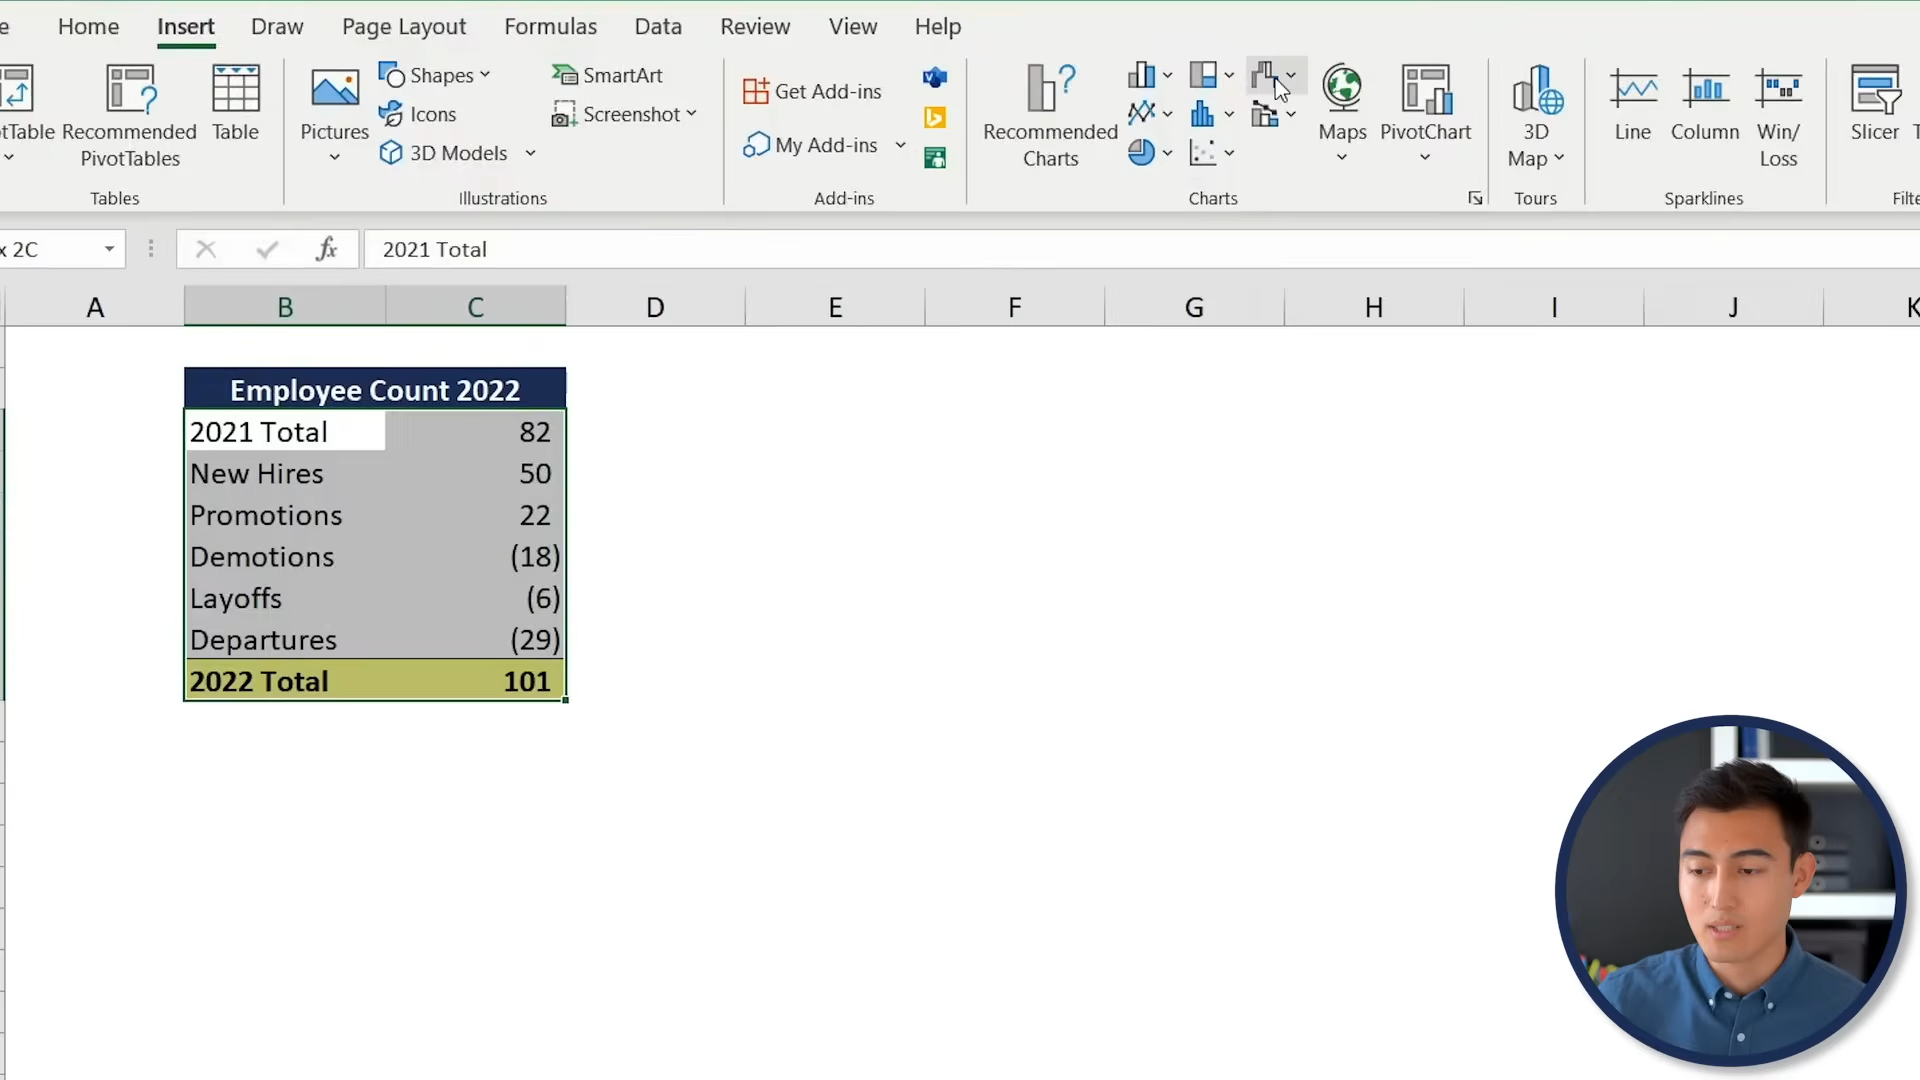 Home Insert Draw Page Layout Formulas Data Review View Help
Recommended PivotTables
Table
Tables
Pictures
Shapes
Icons
3D Models
SmartArt
Screenshot
Illustrations
Get Add-ins
My Add-ins
Add-ins
Recommended Charts
Maps
PivotChart
Charts
3D Map
Tours
Line
Column
Win/Loss
Sparklines
Slicer
2C
fx
2021 Total
A B C D E F G H I J K
Employee Count 2022
2021 Total 82
New Hires 50
Promotions 22
Demotions (18)
Layoffs (6)
Departures (29)
2022 Total 101